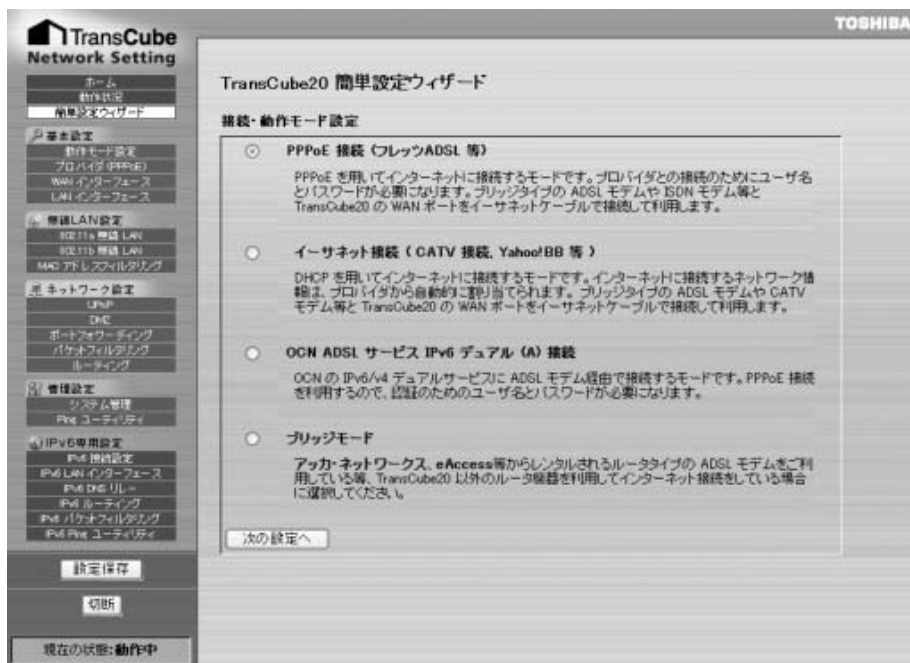 TOSHIBA
TransCube
Network Setting
ホーム
動作状況
簡単設定ウィザード
基本設定
動作モード設定
プロバイダ (PPPoE)
WAN インターフェース
LAN インターフェース
無線LAN設定
802.11a 無線 LAN
802.11b 無線 LAN
MAC アドレスフィルタリング
ネットワーク設定
UPnP
ポートフォワーディング
パケットフィルタリング
ルーティング
管理設定
システム管理
Ping ユーティリティ
IPv6専用設定
IPv6 接続設定
IPv6 LAN インターフェース
IPv6 DNS リレー
IPv6 ルーティング
IPv6 パケットフィルタリング
IPv6 Ping ユーティリティ
設定保存
切断
現在の状態:動作中
TransCube20 簡単設定ウィザード
接続・動作モード設定
PPPoE 接続 (フレッツADSL 等)
PPPoE を用いてインターネットに接続するモードです。プロバイダとの接続のためにユーザ名
とパスワードが必要になります。ブリッジタイプの ADSL モデムや ISDN モデム等と
TransCube20 の WAN ポートをイーサネットケーブルで接続して利用します。
イーサネット接続 ( CATV 接続, Yahoo!BB 等 )
DHCP を用いてインターネットに接続するモードです。インターネットに接続するネットワーク情
報は、プロバイダから自動的に割り当てられます。ブリッジタイプの ADSL モデムや CATV
モデム等と TransCube20 の WAN ポートをイーサネットケーブルで接続して利用します。
OCN ADSL サービス IPv6 デュアル (A) 接続
OCN の IPv6/v4 デュアルサービスに ADSL モデム経由で接続するモードです。PPPoE 接続
を利用するので、認証のためのユーザ名とパスワードが必要になります。
ブリッジモード
アッカ・ネットワークス、eAccess等からレンタルされるルータタイプの ADSL モデムをご利
用している等、TransCube20 以外のルータ機器を利用してインターネット接続をしている場合
に選択してください。
次の設定へ